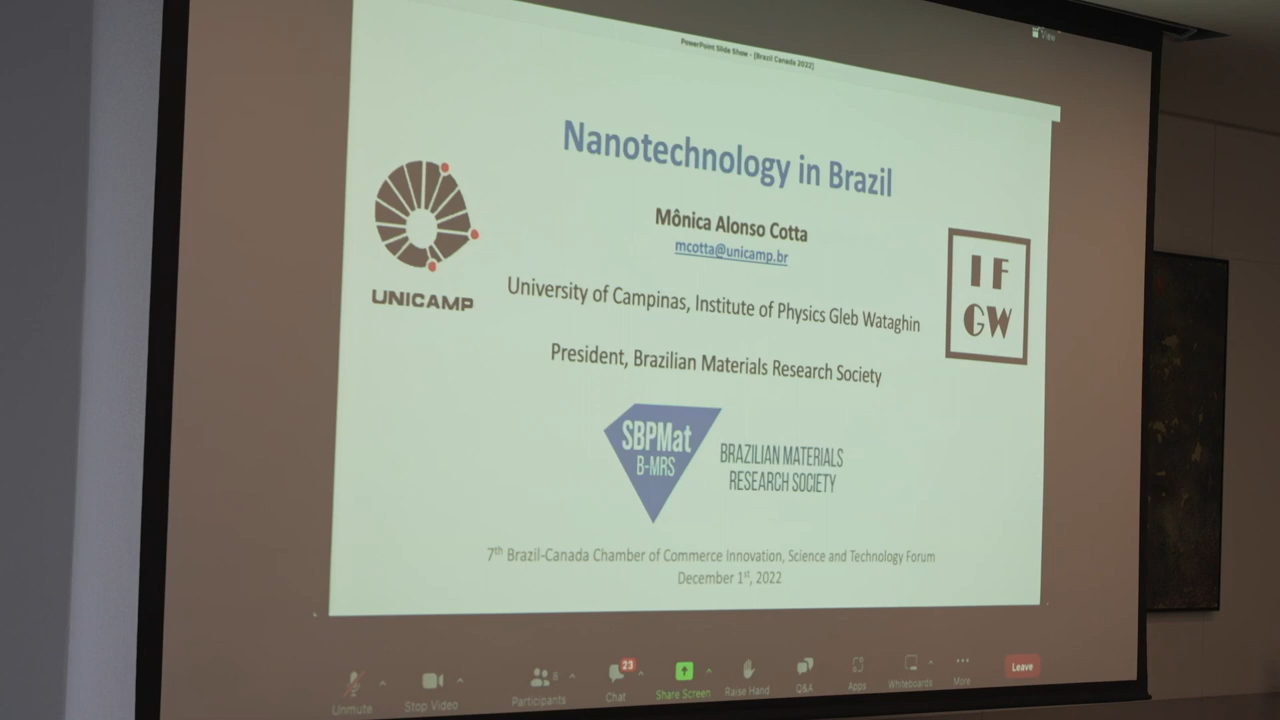 View
PowerPoint Slide Show - [Brazil Canada 2022]
Nanotechnology in Brazil
Mônica Alonso Cotta
mcotta@unicamp.br
UNICAMP
University of Campinas, Institute of Physics Gleb Wataghin
I F
GW
President, Brazilian Materials Research Society
SBPMat
B-MRS
BRAZILIAN MATERIALS
RESEARCH SOCIETY
7th Brazil-Canada Chamber of Commerce Innovation, Science and Technology Forum
December 1st, 2022
Unmute
Stop Video
Participants
8
Chat
23
Share Screen
Raise Hand
Q&A
Apps
Whiteboards
More
Leave